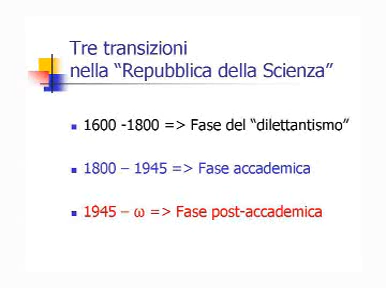 Tre transizioni
nella “Repubblica della Scienza”
1600 -1800 => Fase del “dilettantismo”
1800 – 1945 => Fase accademica
1945 – ω => Fase post-accademica